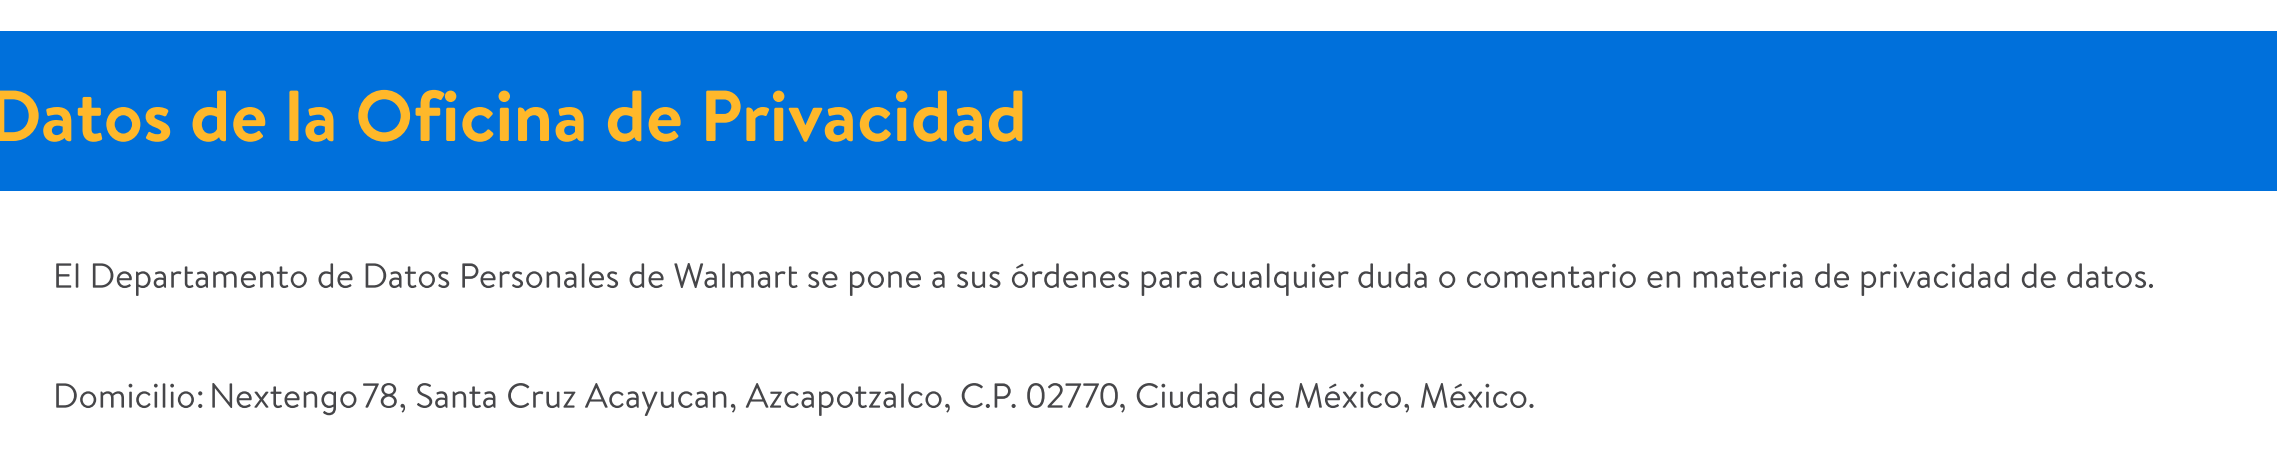 Datos de la Oficina de Privacidad
El Departamento de Datos Personales de Walmart se pone a sus órdenes para cualquier duda o comentario en materia de privacidad de datos.
Domicilio: Nextengo 78, Santa Cruz Acayucan, Azcapotzalco, C.P. 02770, Ciudad de México, México.